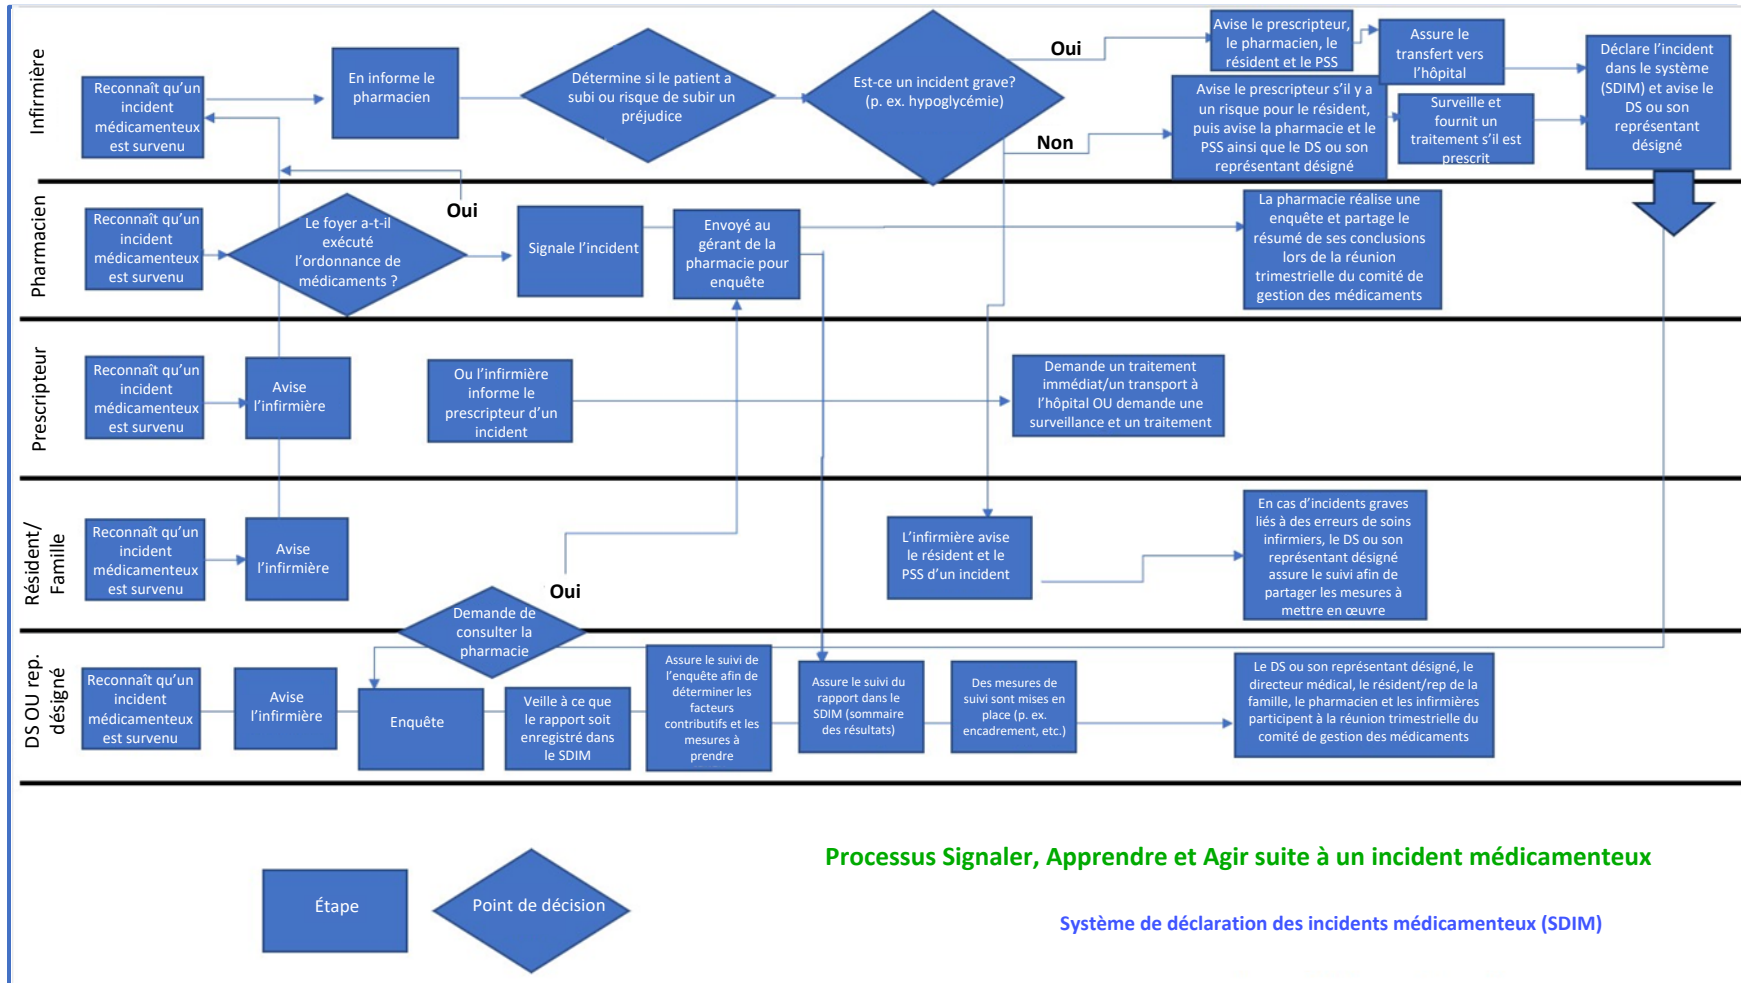 Infirmière
Reconnaît qu’un
incident
médicamenteux
est survenu
En informe le
pharmacien
Détermine si le patient a
subi ou risque de subir un
préjudice
Est-ce un incident grave?
(p. ex. hypoglycémie)
Oui
Avise le prescripteur,
le pharmacien, le
résident et le PSS
Assure le
transfert vers
l’hôpital
Non
Avise le prescripteur s’il y a
un risque pour le résident,
puis avise la pharmacie et le
PSS ainsi que le DS ou son
représentant désigné
Surveille et
fournit un
traitement s’il est
prescrit
Déclare l’incident
dans le système
(SDIM) et avise le
DS ou son
représentant
désigné
Pharmacien
Reconnaît qu’un
incident
médicamenteux
est survenu
Le foyer a-t-il
exécuté
l’ordonnance de
médicaments ?
Oui
Signale l’incident
Envoyé au
gérant de la
pharmacie pour
enquête
La pharmacie réalise une
enquête et partage le
résumé de ses conclusions
lors de la réunion
trimestrielle du comité de
gestion des médicaments
Prescripteur
Reconnaît qu’un
incident
médicamenteux
est survenu
Avise
l’infirmière
Ou l’infirmière
informe le
prescripteur d’un
incident
Demande un traitement
immédiat/un transport à
l’hôpital OU demande une
surveillance et un traitement
Résident/
Famille
Reconnaît qu’un
incident
médicamenteux
est survenu
Avise
l’infirmière
Oui
L’infirmière avise
le résident et le
PSS d’un incident
En cas d’incidents graves
liés à des erreurs de soins
infirmiers, le DS ou son
représentant désigné
assure le suivi afin de
partager les mesures à
mettre en œuvre
Demande de
consulter la
pharmacie
DS OU rep.
désigné
Reconnaît qu’un
incident
médicamenteux
est survenu
Avise
l’infirmière
Enquête
Veille à ce que
le rapport soit
enregistré dans
le SDIM
Assure le suivi de
l’enquête afin de
déterminer les
facteurs
contributifs et les
mesures à
prendre
Assure le suivi du
rapport dans le
SDIM (sommaire
des résultats)
Des mesures de
suivi sont mises en
place (p. ex.
encadrement, etc.)
Le DS ou son représentant désigné, le
directeur médical, le résident/rep de la
famille, le pharmacien et les infirmières
participent à la réunion trimestrielle du
comité de gestion des médicaments
Processus Signaler, Apprendre et Agir suite à un incident médicamenteux
Étape
Point de décision
Système de déclaration des incidents médicamenteux (SDIM)